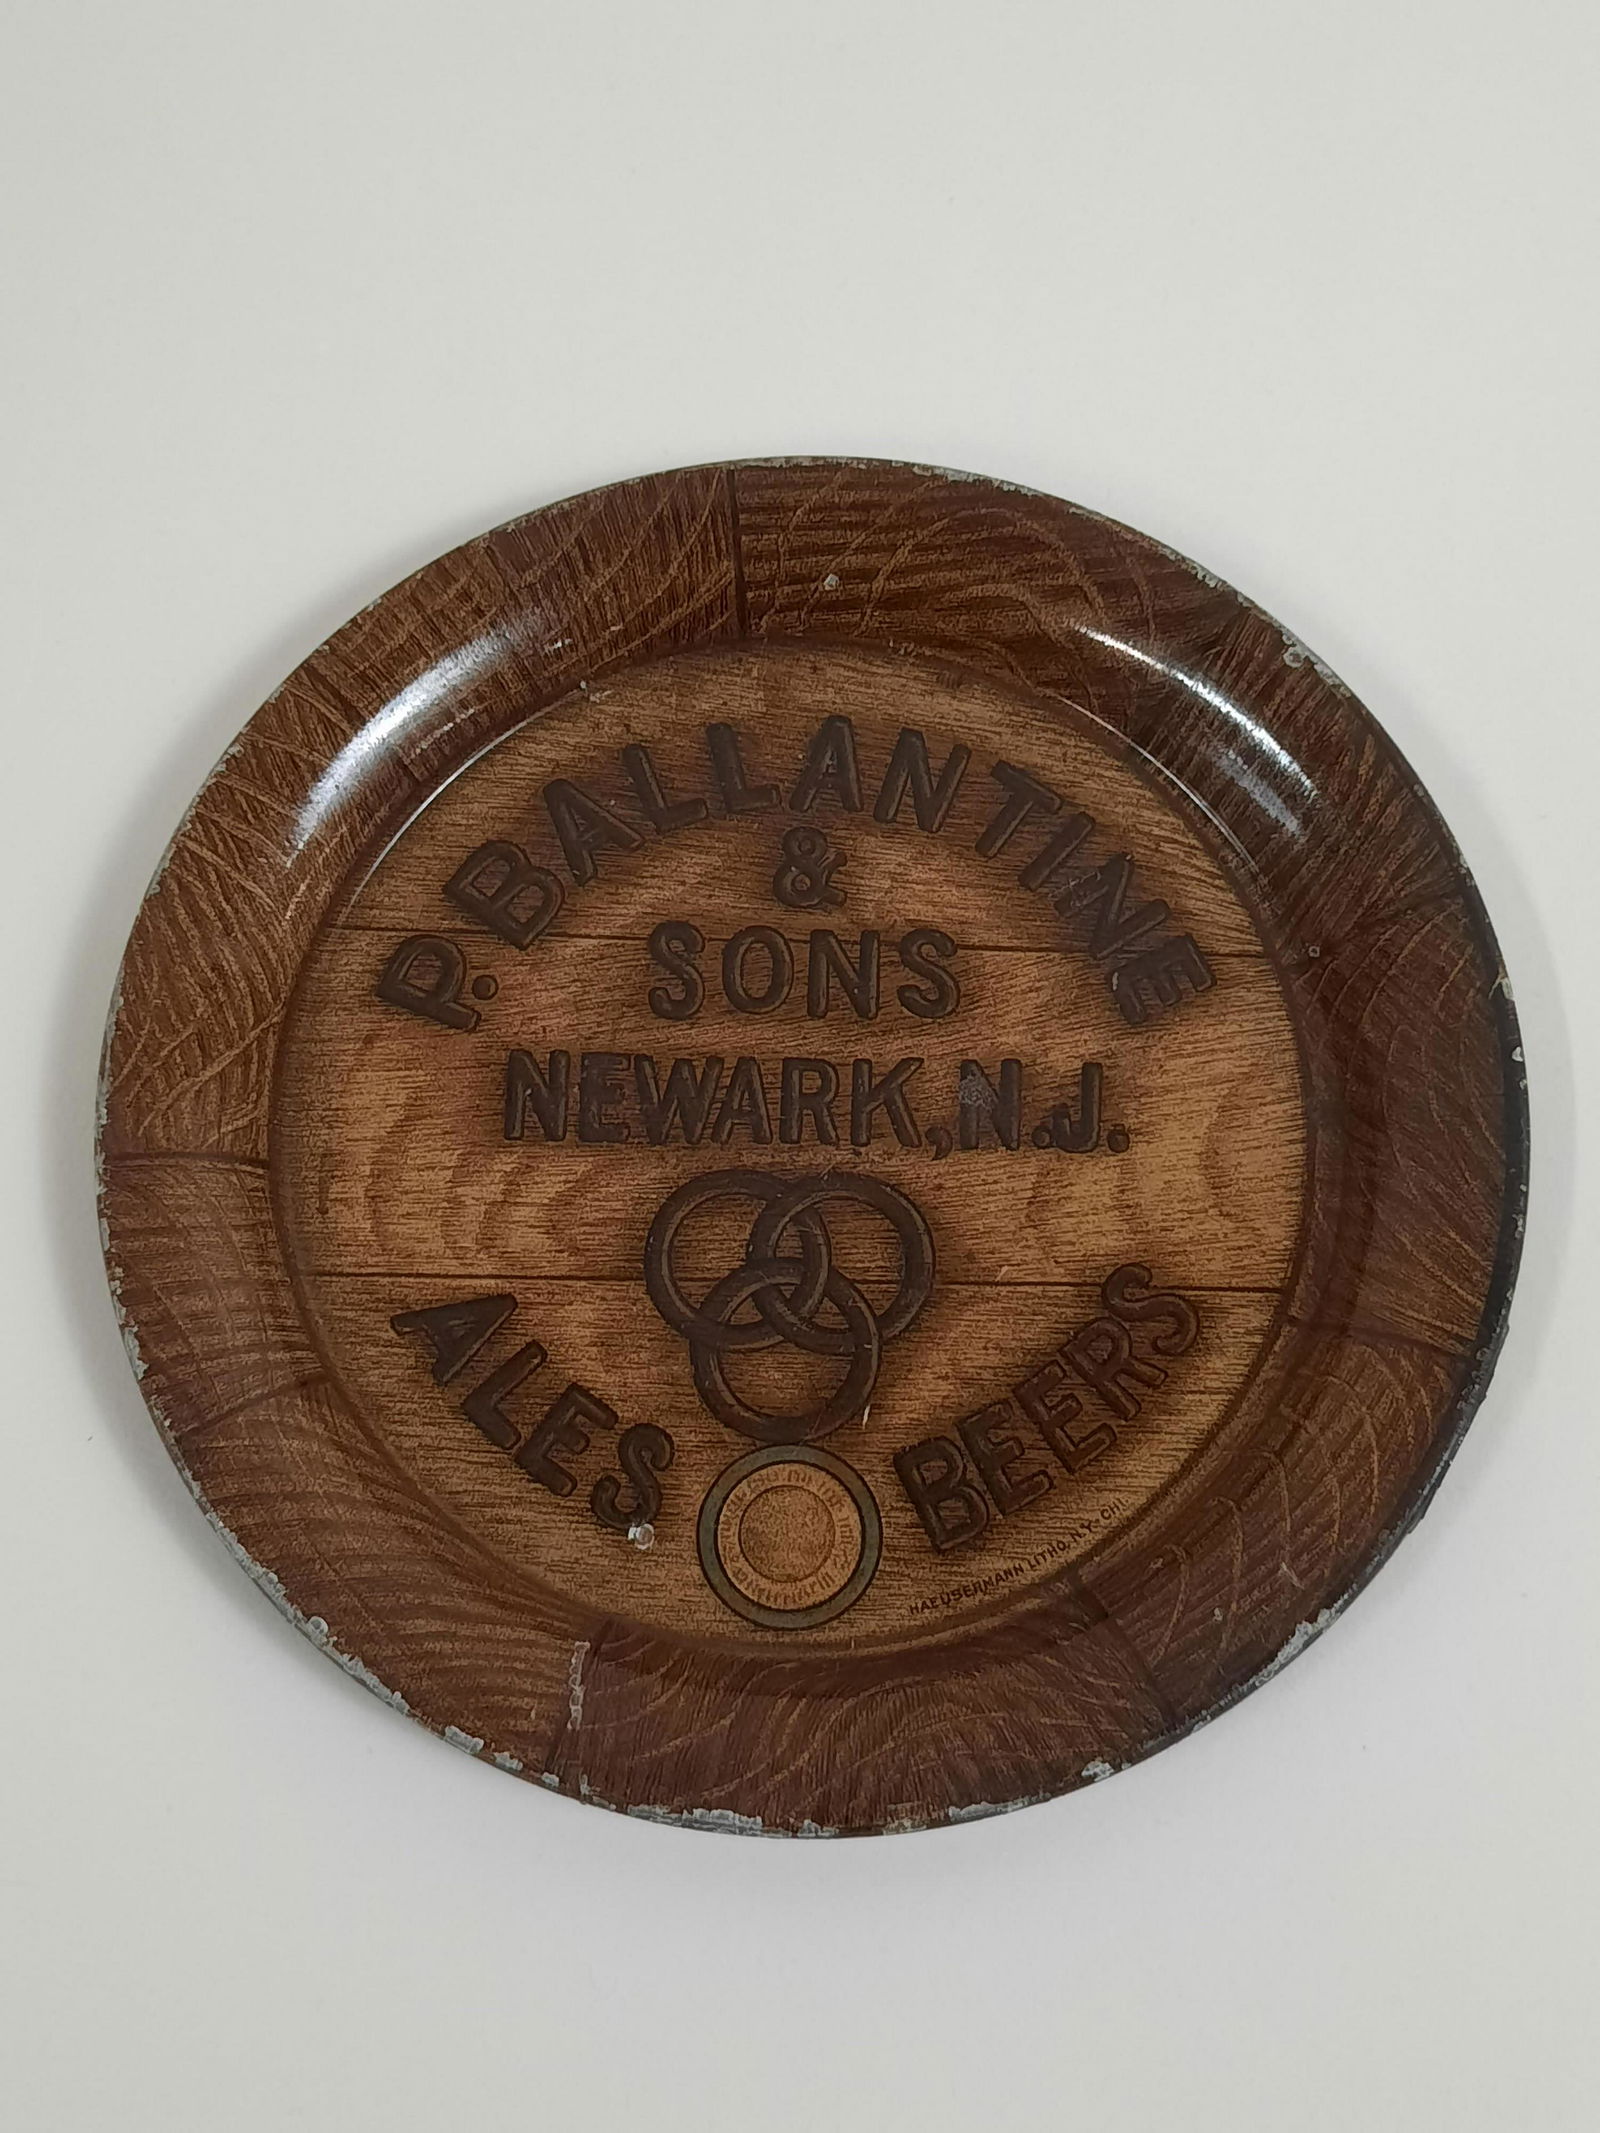 P. BALLANTINE
&
SONS
NEWARK, N.J.
ALES
BEERS
HAEUSERMANN LITHO. N.Y. CHI.